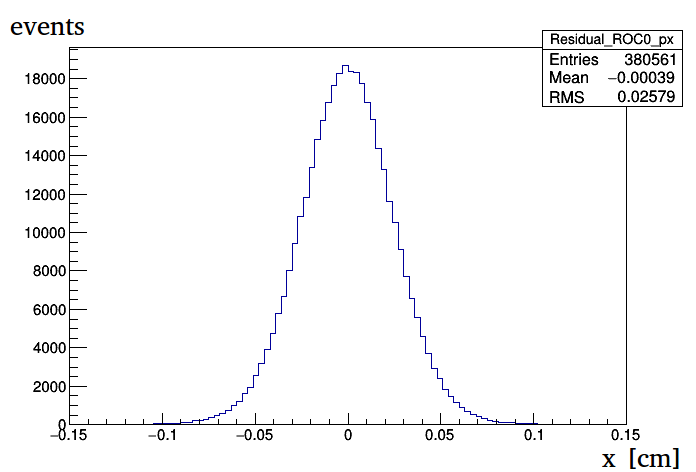 events
Residual_ROC0_px
Entries 380561
Mean −0.00039
RMS 0.02579
18000
16000
14000
12000
10000
8000
6000
4000
2000
0
−0.15 −0.1 −0.05 0 0.05 0.1 0.15
x [cm]